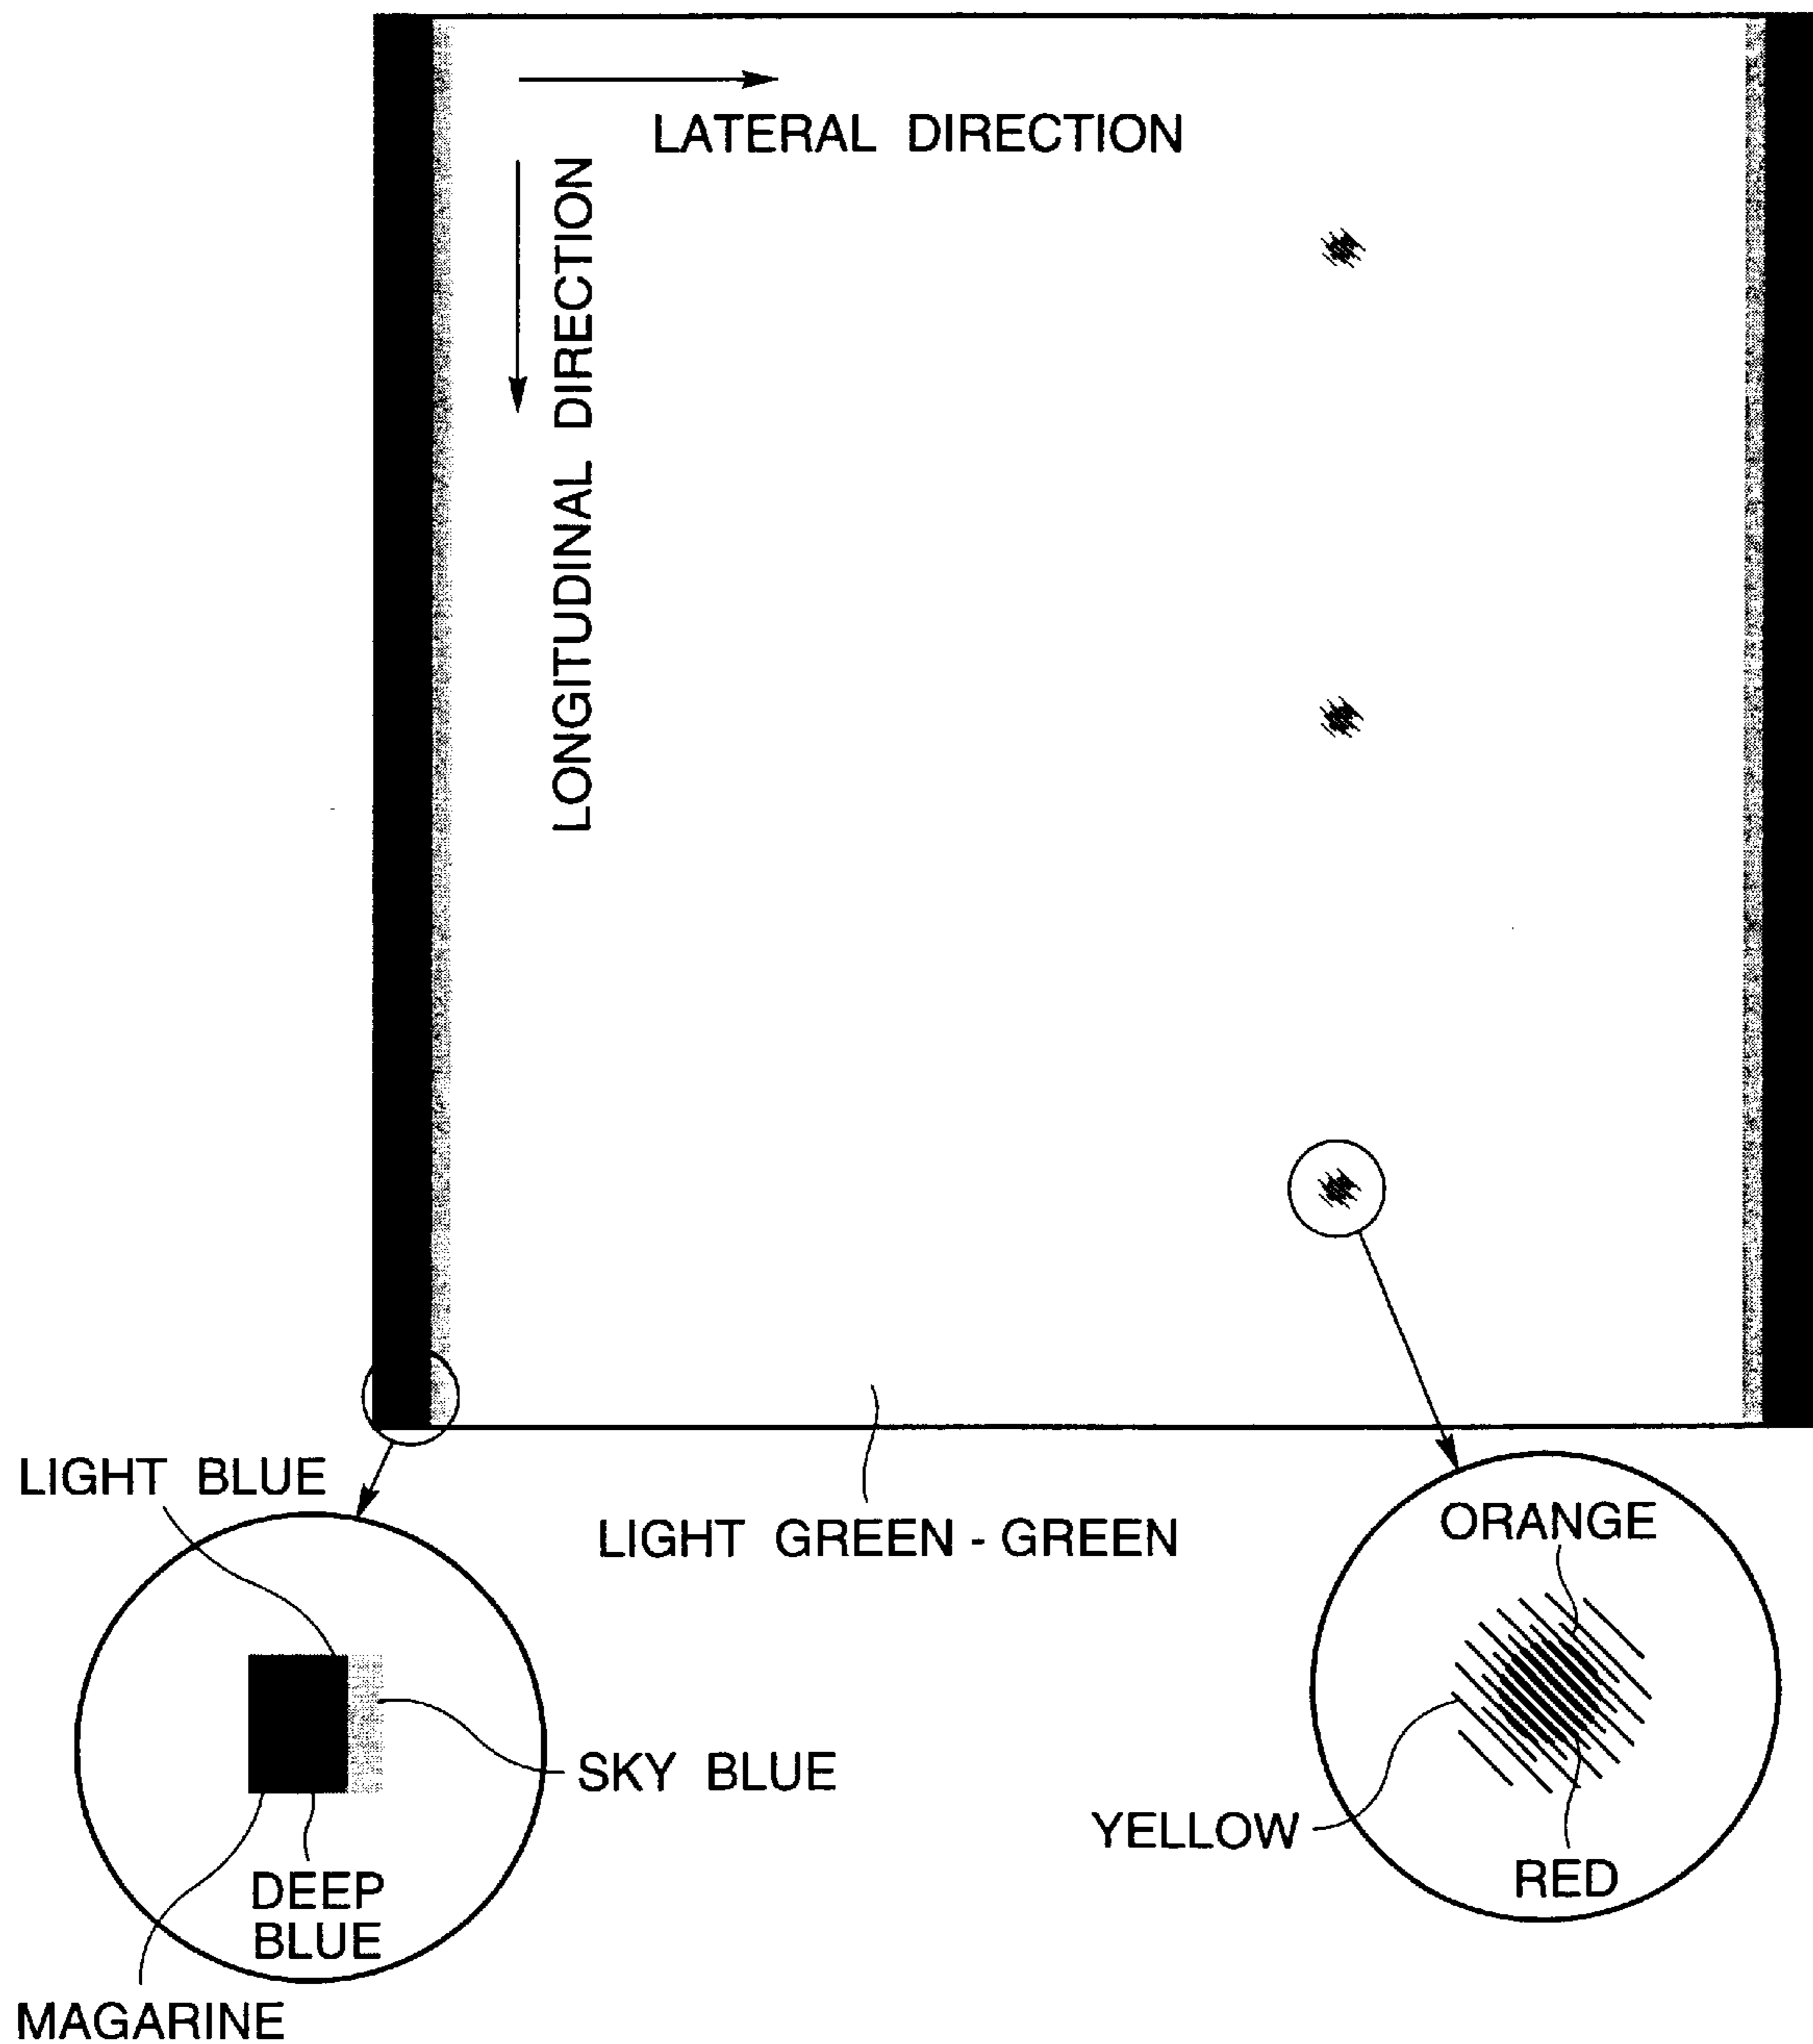 LATERAL DIRECTION
LONGITUDINAL DIRECTION
LIGHT BLUE
LIGHT GREEN - GREEN
ORANGE
SKY BLUE
YELLOW
RED
DEEP
BLUE
MAGARINE